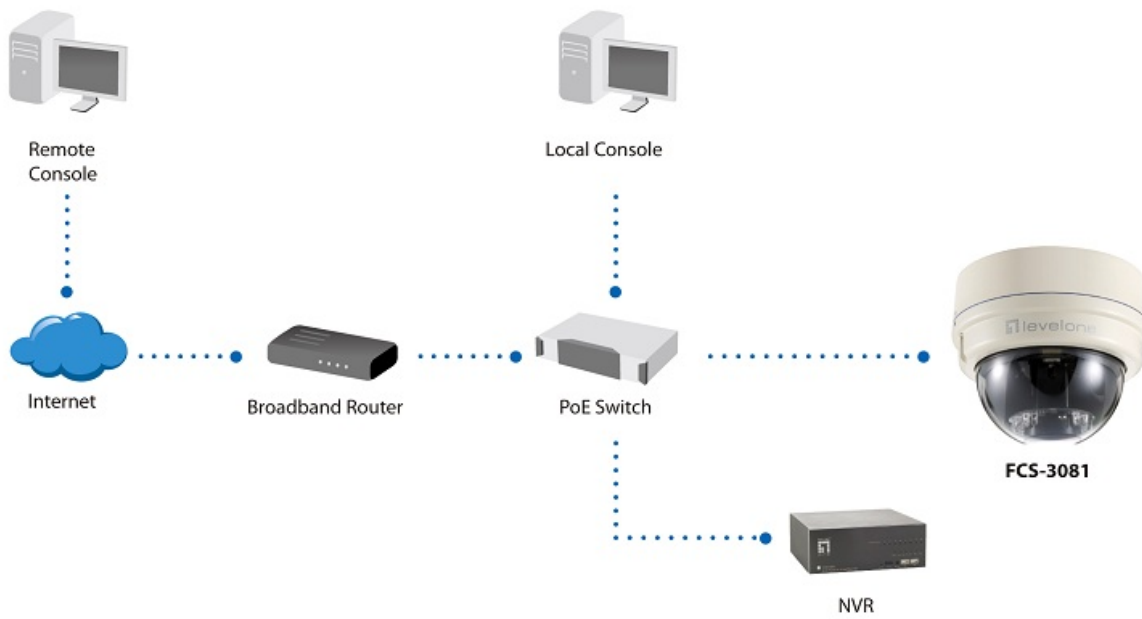 Remote
Console
Local Console
levelone
Internet
Broadband Router
PoE Switch
FCS-3081
NVR